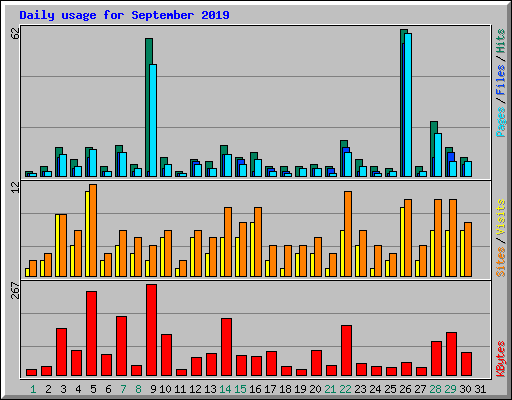 Daily usage for September 2019
62
Pages / Files / Hits
12
Sites / Visits
267
KBytes
1 2 3 4 5 6 7 8 9 10 11 12 13 14 15 16 17 18 19 20 21 22 23 24 25 26 27 28 29 30 31